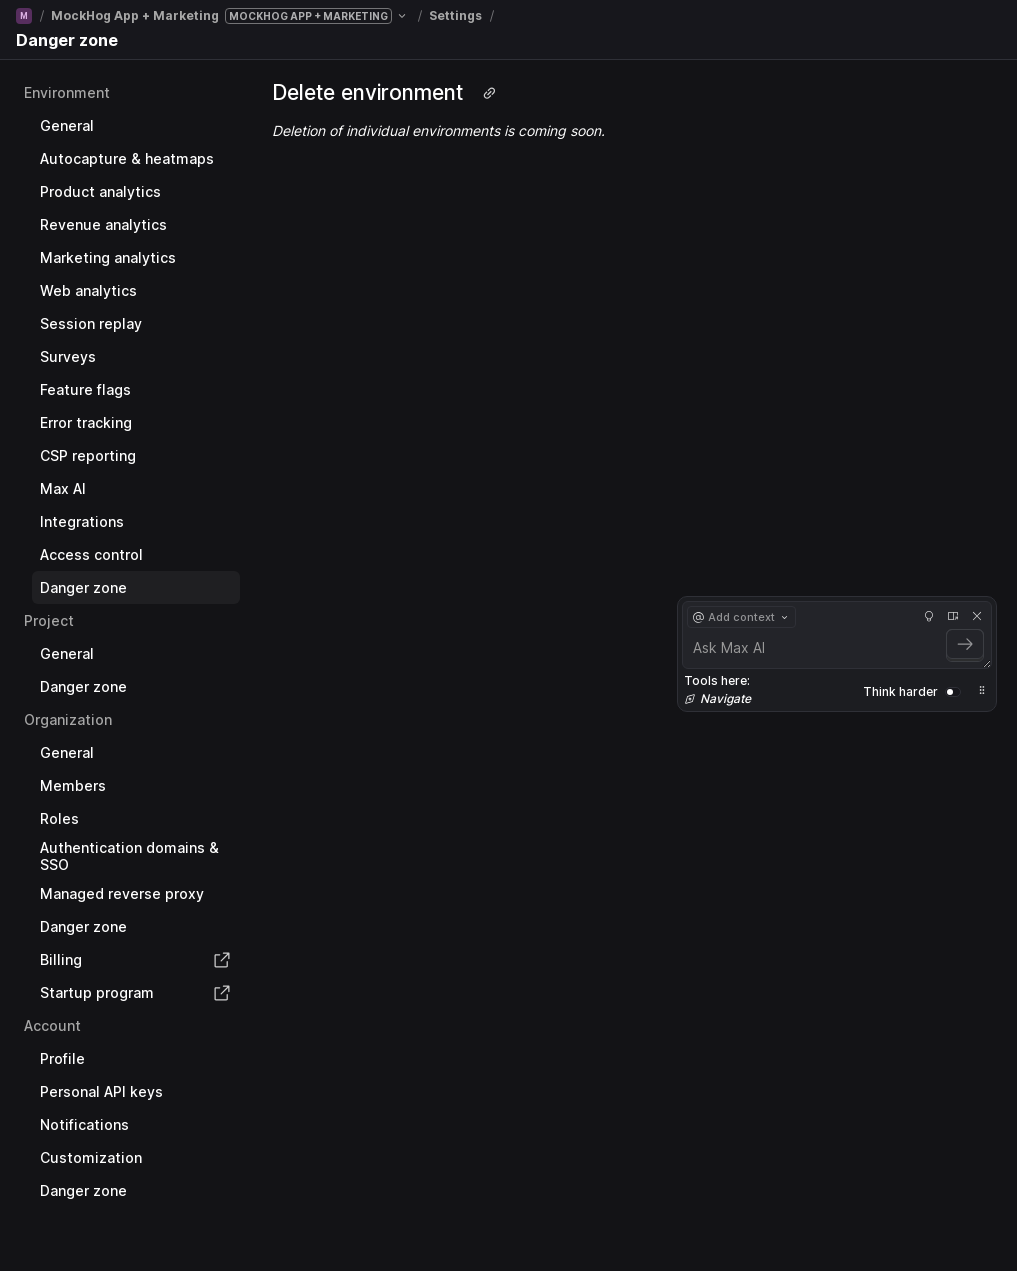 M / MockHog App + Marketing MOCKHOG APP + MARKETING / Settings /
Danger zone
Environment
General
Autocapture & heatmaps
Product analytics
Revenue analytics
Marketing analytics
Web analytics
Session replay
Surveys
Feature flags
Error tracking
CSP reporting
Max AI
Integrations
Access control
Danger zone
Project
General
Danger zone
Organization
General
Members
Roles
Authentication domains &
SSO
Managed reverse proxy
Danger zone
Billing
Startup program
Account
Profile
Personal API keys
Notifications
Customization
Danger zone
Delete environment
Deletion of individual environments is coming soon.
@ Add context
Ask Max AI
Tools here:
Navigate
Think harder